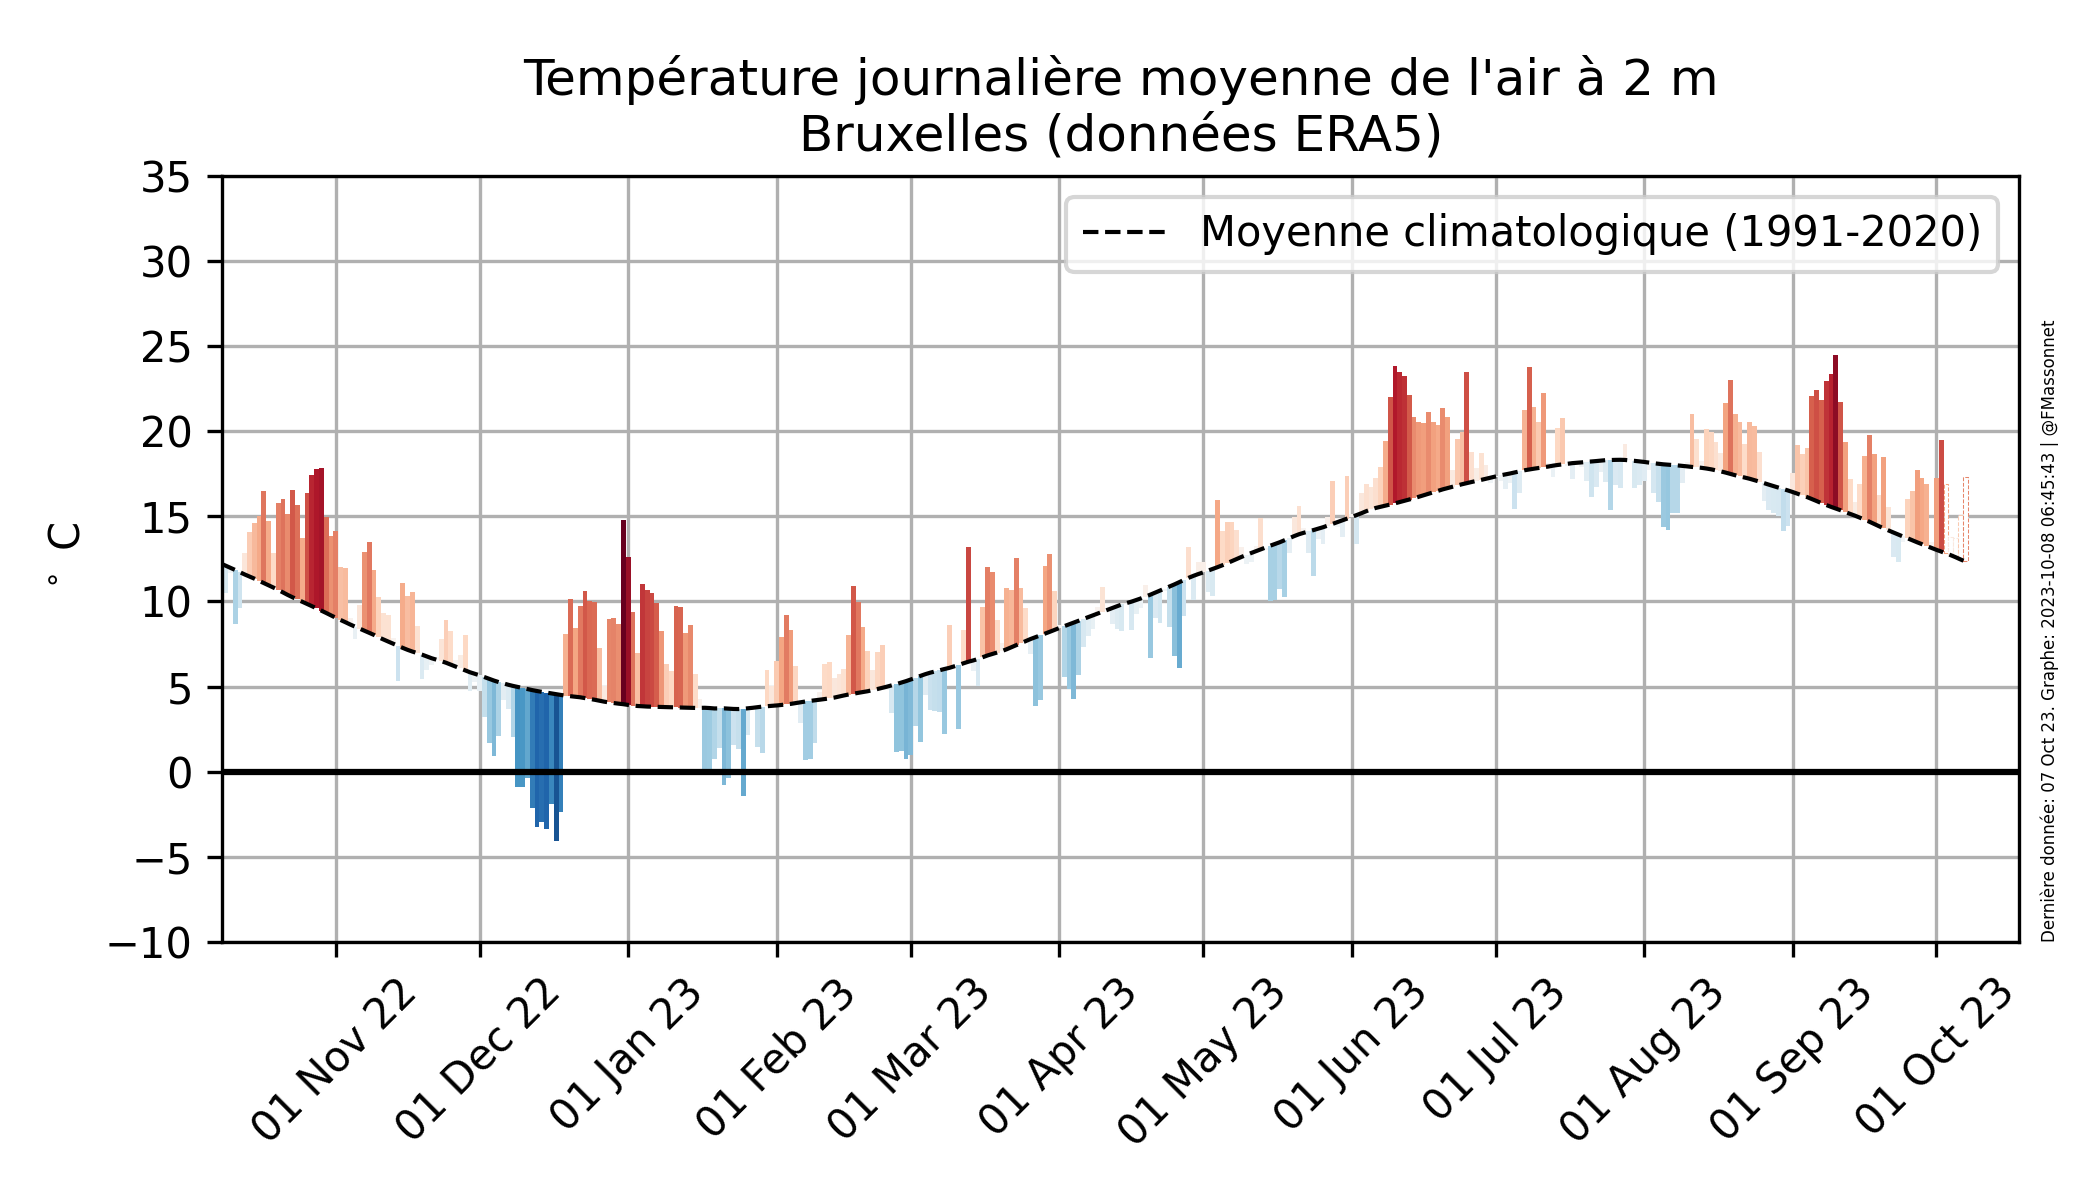 Température journalière moyenne de l'air à 2 m
Bruxelles (données ERA5)
Moyenne climatologique (1991-2020)
35
30
25
20
15
10
5
0
−5
−10
° C
01 Nov 22
01 Dec 22
01 Jan 23
01 Feb 23
01 Mar 23
01 Apr 23
01 May 23
01 Jun 23
01 Jul 23
01 Aug 23
01 Sep 23
01 Oct 23
Dernière donnée: 07 Oct 23. Graphe: 2023-10-08 06:45:43 | @FMassonnet